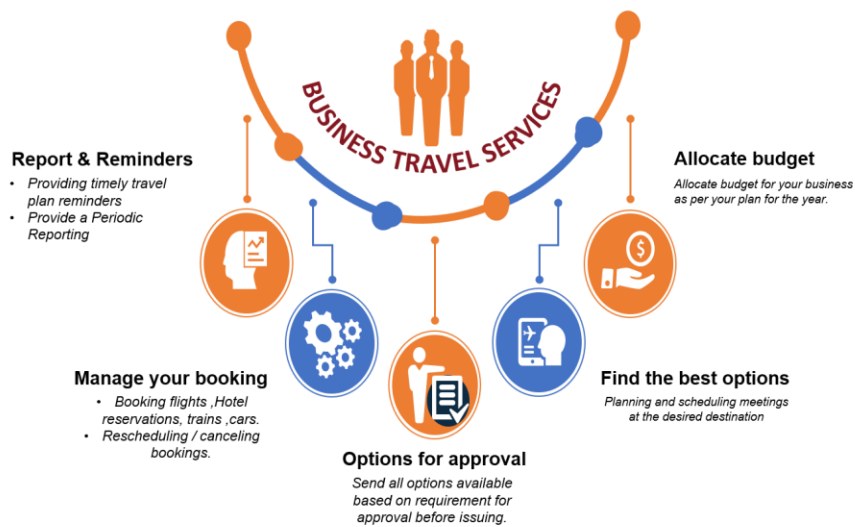 BUSINESS TRAVEL SERVICES
Report & Reminders
• Providing timely travel
plan reminders
• Provide a Periodic
Reporting
Manage your booking
• Booking flights ,Hotel
reservations, trains ,cars.
• Rescheduling / canceling
bookings.
Options for approval
Send all options available
based on requirement for
approval before issuing.
Find the best options
Planning and scheduling meetings
at the desired destination
Allocate budget
Allocate budget for your business
as per your plan for the year.
$